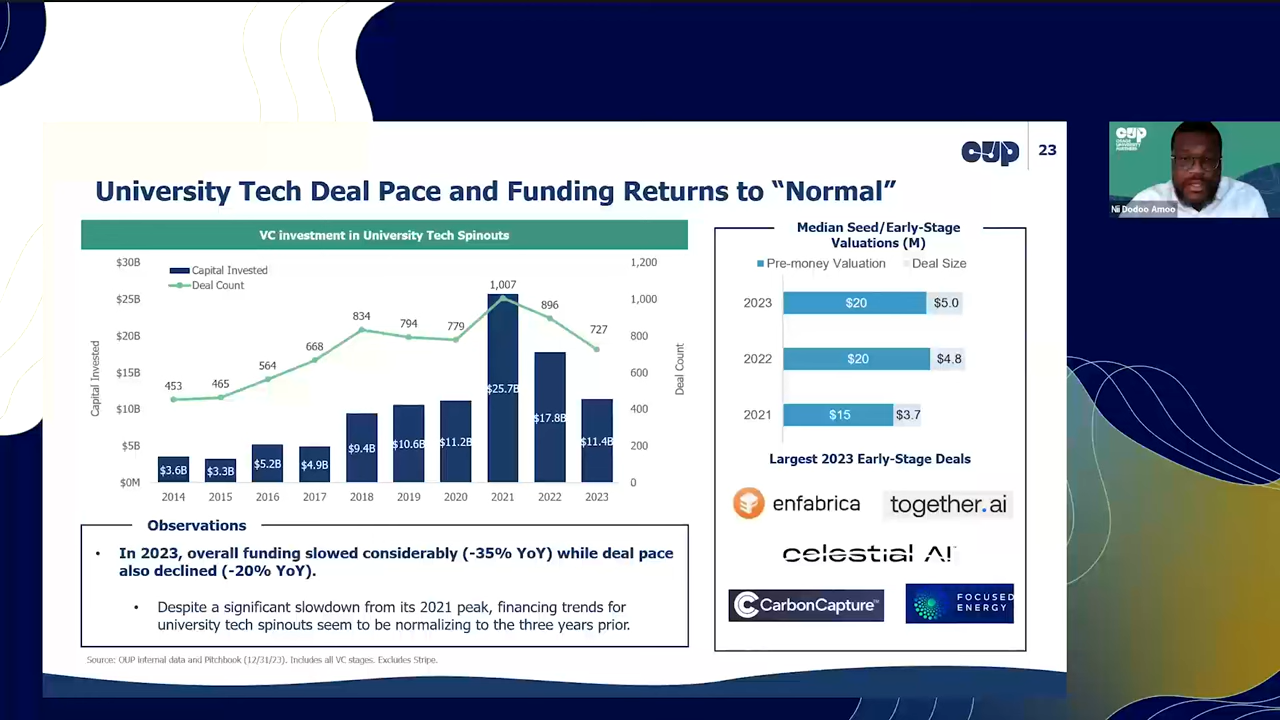 OUP
23
University Tech Deal Pace and Funding Returns to “Normal”
VC investment in University Tech Spinouts
$30B
$25B
$20B
$15B
$10B
$5B
$0M
Capital Invested
Capital Invested
Deal Count
1,200
1,000
800
600
400
200
0
Deal Count
453
465
564
668
834
794
779
1,007
896
727
$3.6B
$3.3B
$5.2B
$4.9B
$9.4B
$10.6B
$11.2B
$25.7B
$17.8B
$11.4B
2014 2015 2016 2017 2018 2019 2020 2021 2022 2023
Observations
• In 2023, overall funding slowed considerably (-35% YoY) while deal pace
also declined (-20% YoY).
• Despite a significant slowdown from its 2021 peak, financing trends for
university tech spinouts seem to be normalizing to the three years prior.
Source: OUP internal data and Pitchbook (12/31/23). Includes all VC stages. Excludes Stripe.
Median Seed/Early-Stage
Valuations (M)
Pre-money Valuation Deal Size
2023 $20 $5.0
2022 $20 $4.8
2021 $15 $3.7
Largest 2023 Early-Stage Deals
enfabrica
together.ai
celestial AI
CarbonCapture™
FOCUSED
ENERGY
OUP
OSAGE
UNIVERSITY
PARTNERS
Nii Dodoo Amoo